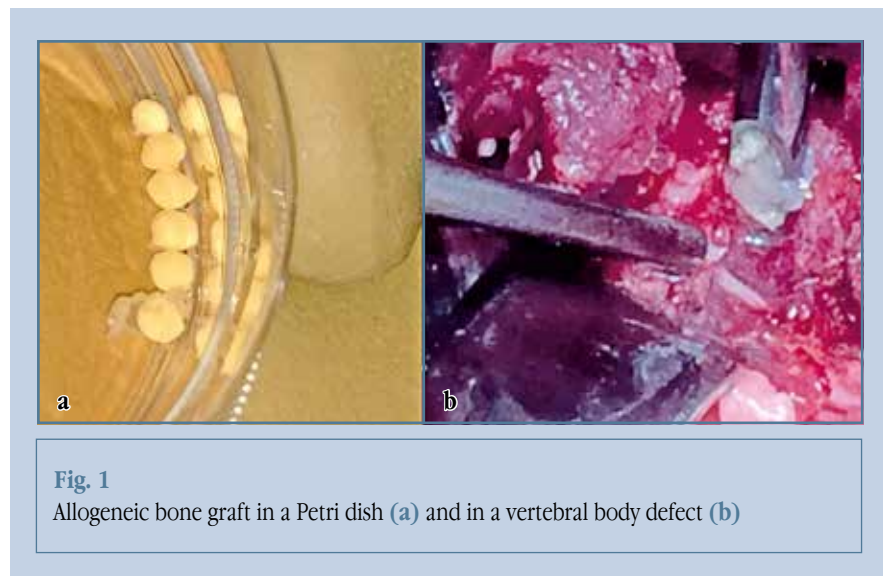 a
b
Fig. 1
Allogeneic bone graft in a Petri dish (a) and in a vertebral body defect (b)